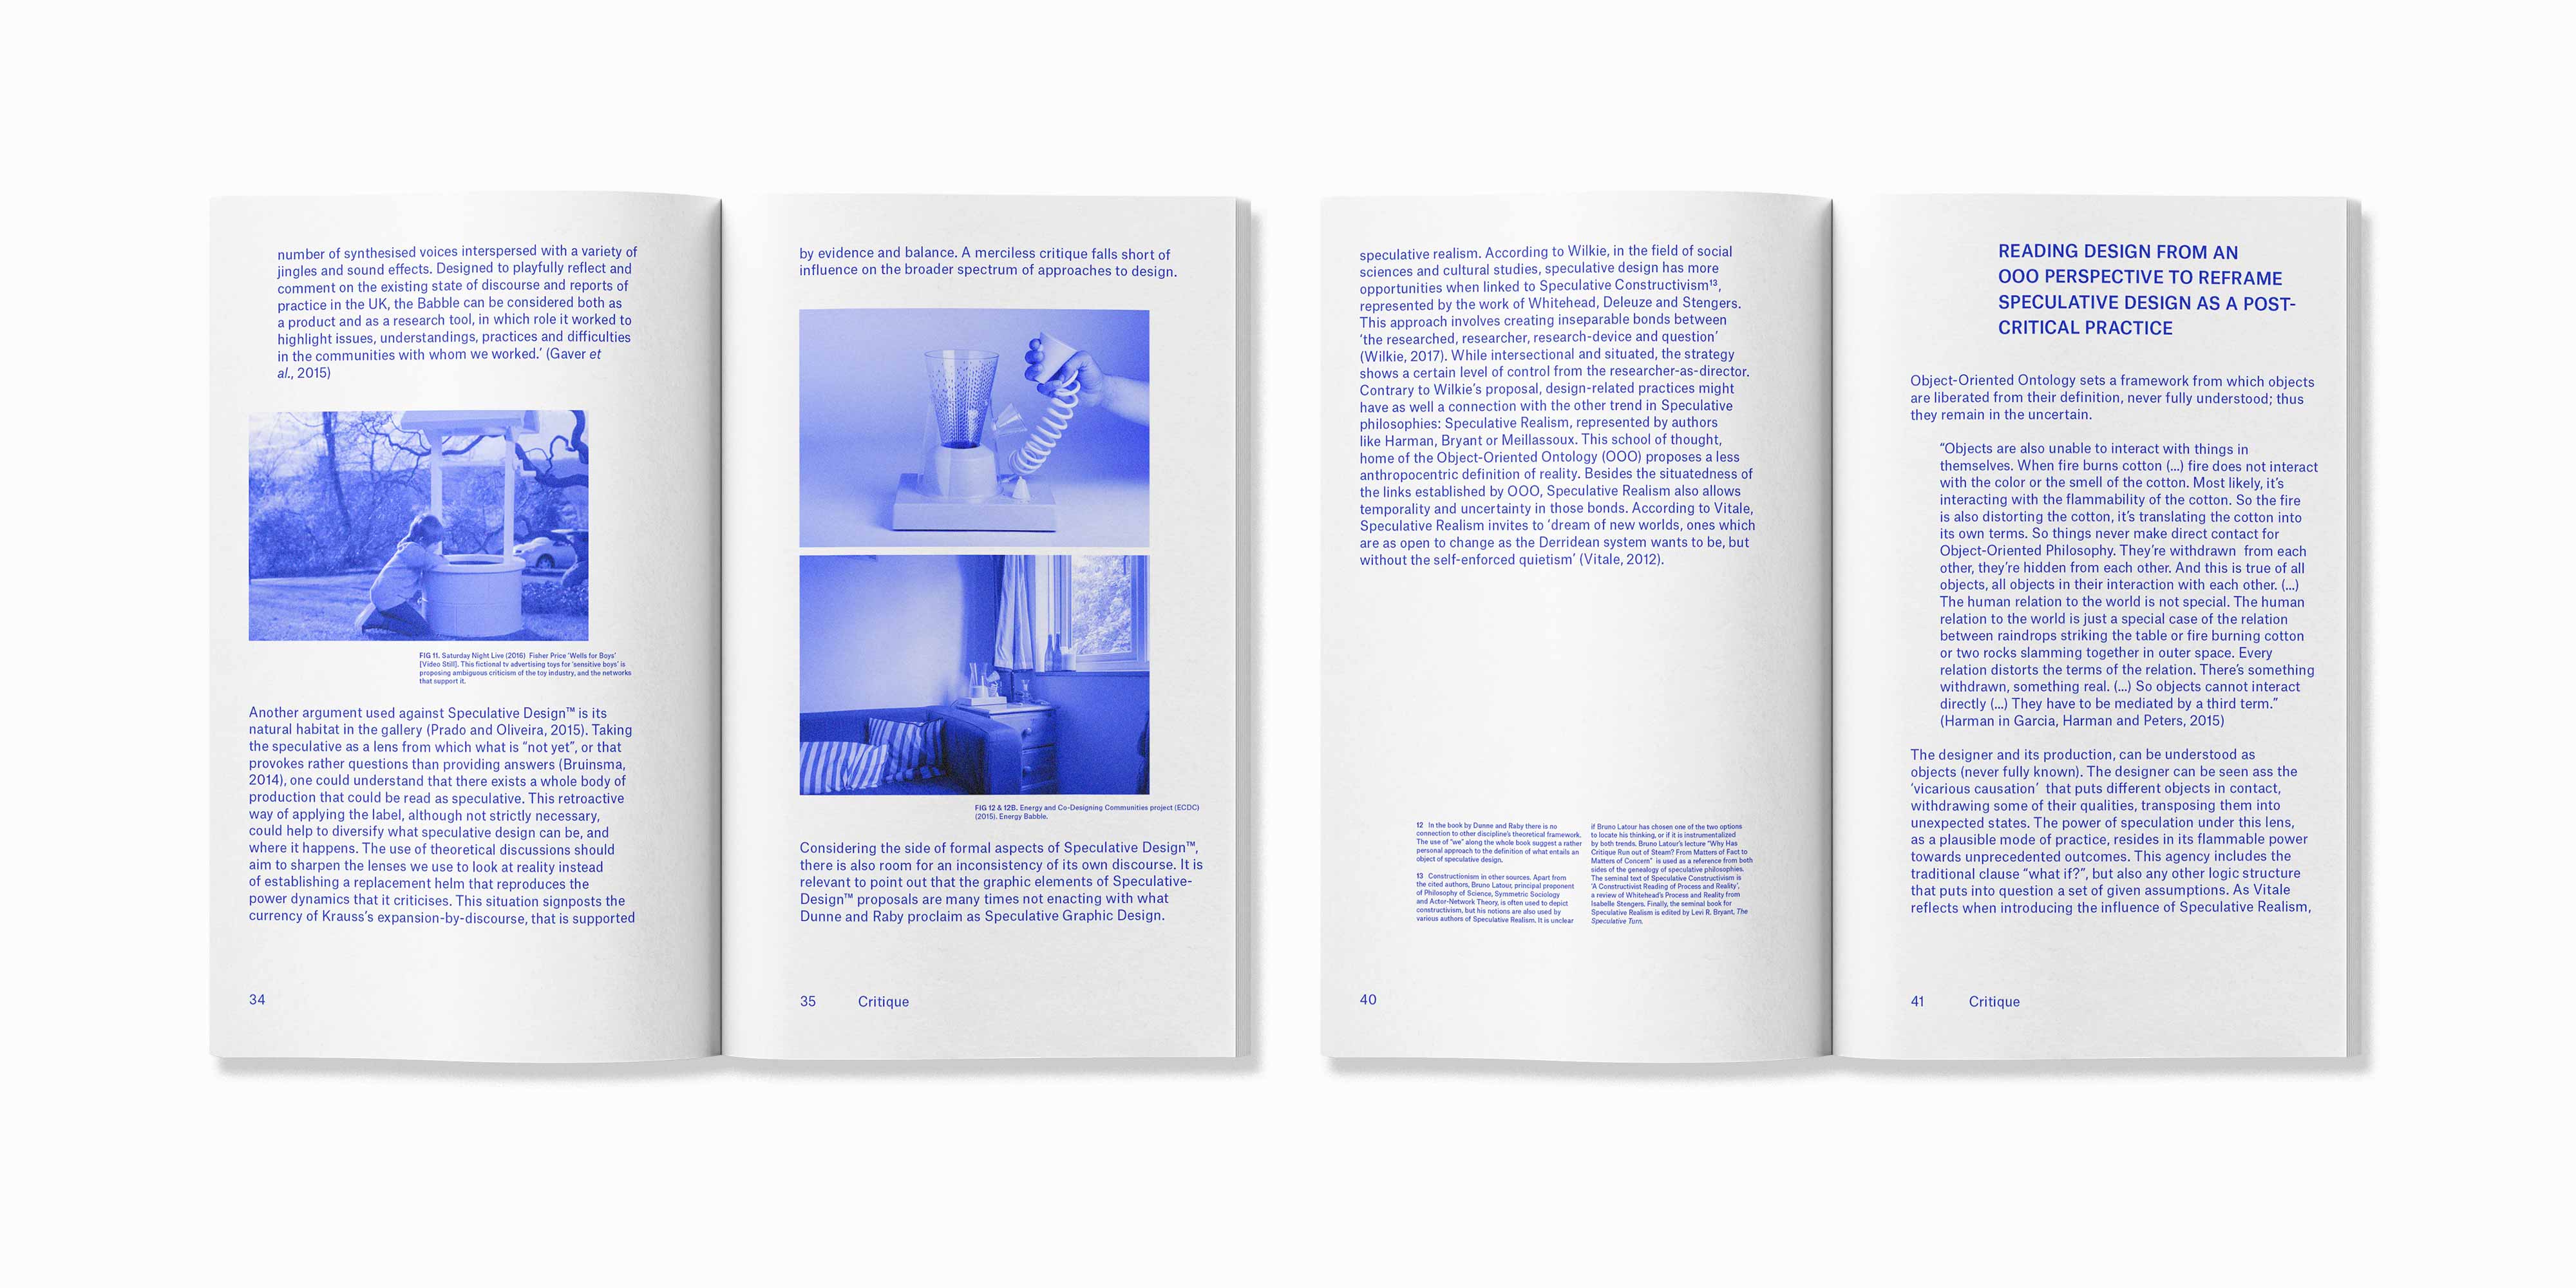 number of synthesised voices interspersed with a variety of
jingles and sound effects. Designed to playfully reflect and
comment on the existing state of discourse and reports of
practice in the UK, the Babble can be considered both as
a product and as a research tool, in which role it worked to
highlight issues, understandings, practices and difficulties
in the communities with whom we worked.’ (Gaver et
al., 2015)
FIG 11. Saturday Night Live (2016) Fisher Price ‘Wells for Boys’
[Video Still]. This fictional tv advertising toys for ‘sensitive boys’ is
proposing ambiguous criticism of the toy industry, and the networks
that support it.
Another argument used against Speculative Design™ is its
natural habitat in the gallery (Prado and Oliveira, 2015). Taking
the speculative as a lens from which what is “not yet”, or that
provokes rather questions than providing answers (Bruinsma,
2014), one could understand that there exists a whole body of
production that could be read as speculative. This retroactive
way of applying the label, although not strictly necessary,
could help to diversify what speculative design can be, and
where it happens. The use of theoretical discussions should
aim to sharpen the lenses we use to look at reality instead
of establishing a replacement helm that reproduces the
power dynamics that it criticises. This situation signposts the
currency of Krauss’s expansion-by-discourse, that is supported
34
by evidence and balance. A merciless critique falls short of
influence on the broader spectrum of approaches to design.
FIG 12 & 12B. Energy and Co-Designing Communities project (ECDC)
(2015). Energy Babble.
Considering the side of formal aspects of Speculative Design™,
there is also room for an inconsistency of its own discourse. It is
relevant to point out that the graphic elements of Speculative-
Design™ proposals are many times not enacting with what
Dunne and Raby proclaim as Speculative Graphic Design.
35 Critique
speculative realism. According to Wilkie, in the field of social
sciences and cultural studies, speculative design has more
opportunities when linked to Speculative Constructivism¹³,
represented by the work of Whitehead, Deleuze and Stengers.
This approach involves creating inseparable bonds between
‘the researched, researcher, research-device and question’
(Wilkie, 2017). While intersectional and situated, the strategy
shows a certain level of control from the researcher-as-director.
Contrary to Wilkie’s proposal, design-related practices might
have as well a connection with the other trend in Speculative
philosophies: Speculative Realism, represented by authors
like Harman, Bryant or Meillassoux. This school of thought,
home of the Object-Oriented Ontology (OOO) proposes a less
anthropocentric definition of reality. Besides the situatedness of
the links established by OOO, Speculative Realism also allows
temporality and uncertainty in those bonds. According to Vitale,
Speculative Realism invites to ‘dream of new worlds, ones which
are as open to change as the Derridean system wants to be, but
without the self-enforced quietism’ (Vitale, 2012).
12 In the book by Dunne and Raby there is no
connection to other discipline’s theoretical framework.
The use of “we” along the whole book suggest a rather
personal approach to the definition of what entails an
object of speculative design.
13 Constructionism in other sources. Apart from
the cited authors, Bruno Latour, principal proponent
of Philosophy of Science, Symmetric Sociology
and Actor-Network Theory, is often used to depict
constructivism, but his notions are also used by
various authors of Speculative Realism. It is unclear
if Bruno Latour has chosen one of the two options
to locate his thinking, or if it is instrumentalized
by both trends. Bruno Latour’s lecture “Why Has
Critique Run out of Steam? From Matters of Fact to
Matters of Concern” is used as a reference from both
sides of the genealogy of speculative philosophies.
The seminal text of Speculative Constructivism is
‘A Constructivist Reading of Process and Reality’,
a review of Whitehead’s Process and Reality from
Isabelle Stengers. Finally, the seminal book for
Speculative Realism is edited by Levi R. Bryant, The
Speculative Turn.
40
READING DESIGN FROM AN
OOO PERSPECTIVE TO REFRAME
SPECULATIVE DESIGN AS A POST-
CRITICAL PRACTICE
Object-Oriented Ontology sets a framework from which objects
are liberated from their definition, never fully understood; thus
they remain in the uncertain.
“Objects are also unable to interact with things in
themselves. When fire burns cotton (...) fire does not interact
with the color or the smell of the cotton. Most likely, it’s
interacting with the flammability of the cotton. So the fire
is also distorting the cotton, it’s translating the cotton into
its own terms. So things never make direct contact for
Object-Oriented Philosophy. They’re withdrawn from each
other, they’re hidden from each other. And this is true of all
objects, all objects in their interaction with each other. (...)
The human relation to the world is not special. The human
relation to the world is just a special case of the relation
between raindrops striking the table or fire burning cotton
or two rocks slamming together in outer space. Every
relation distorts the terms of the relation. There’s something
withdrawn, something real. (...) So objects cannot interact
directly (...) They have to be mediated by a third term.”
(Harman in Garcia, Harman and Peters, 2015)
The designer and its production, can be understood as
objects (never fully known). The designer can be seen ass the
‘vicarious causation’ that puts different objects in contact,
withdrawing some of their qualities, transposing them into
unexpected states. The power of speculation under this lens,
as a plausible mode of practice, resides in its flammable power
towards unprecedented outcomes. This agency includes the
traditional clause “what if?”, but also any other logic structure
that puts into question a set of given assumptions. As Vitale
reflects when introducing the influence of Speculative Realism,
41 Critique